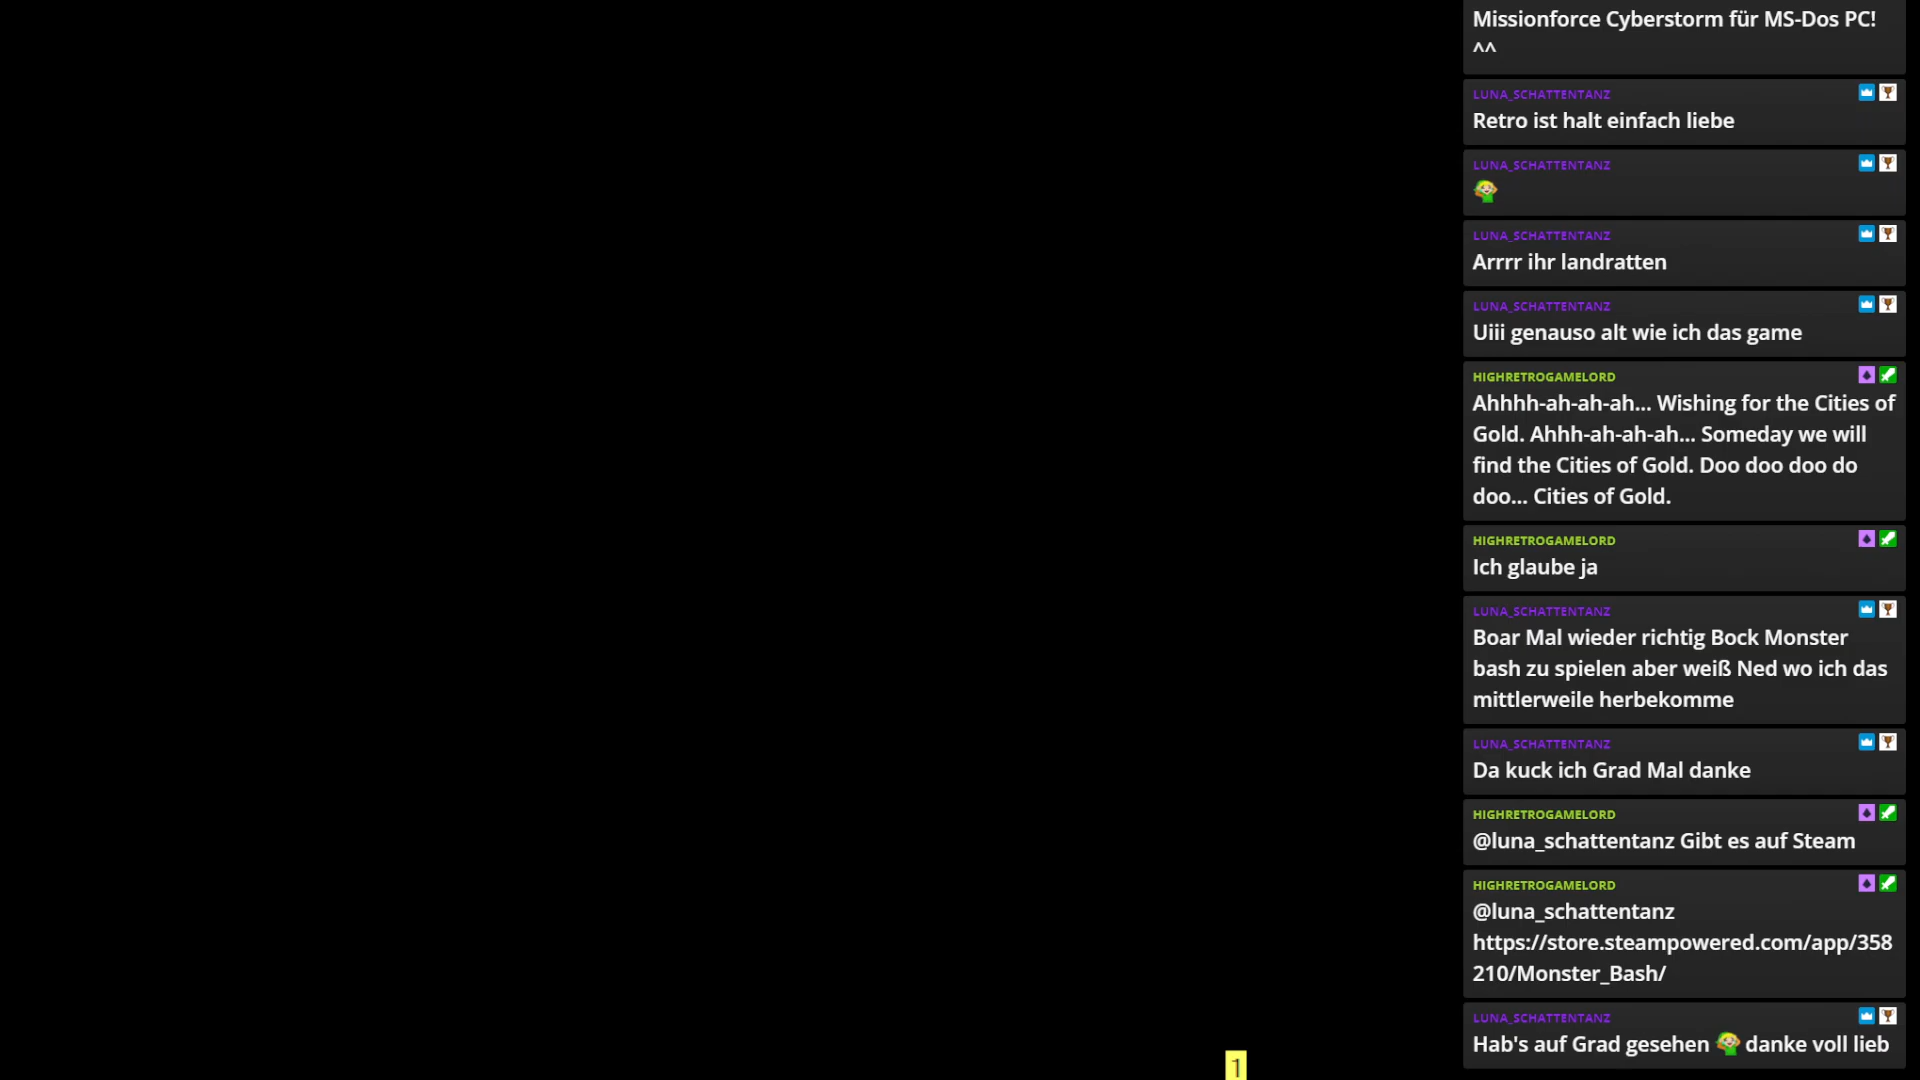 Missionforce Cyberstorm für MS-Dos PC!
^^
LUNA_SCHATTENTANZ
Retro ist halt einfach liebe
LUNA_SCHATTENTANZ
LUNA_SCHATTENTANZ
Arrrr ihr landratten
LUNA_SCHATTENTANZ
Uiii genauso alt wie ich das game
HIGHRETROGAMELORD
Ahhhh-ah-ah-ah... Wishing for the Cities of
Gold. Ahhh-ah-ah-ah... Someday we will
find the Cities of Gold. Doo doo doo do
doo... Cities of Gold.
HIGHRETROGAMELORD
Ich glaube ja
LUNA_SCHATTENTANZ
Boar Mal wieder richtig Bock Monster
bash zu spielen aber weiß Ned wo ich das
mittlerweile herbekomme
LUNA_SCHATTENTANZ
Da kuck ich Grad Mal danke
HIGHRETROGAMELORD
@luna_schattentanz Gibt es auf Steam
HIGHRETROGAMELORD
@luna_schattentanz
https://store.steampowered.com/app/358
210/Monster_Bash/
LUNA_SCHATTENTANZ
Hab's auf Grad gesehen danke voll lieb
1